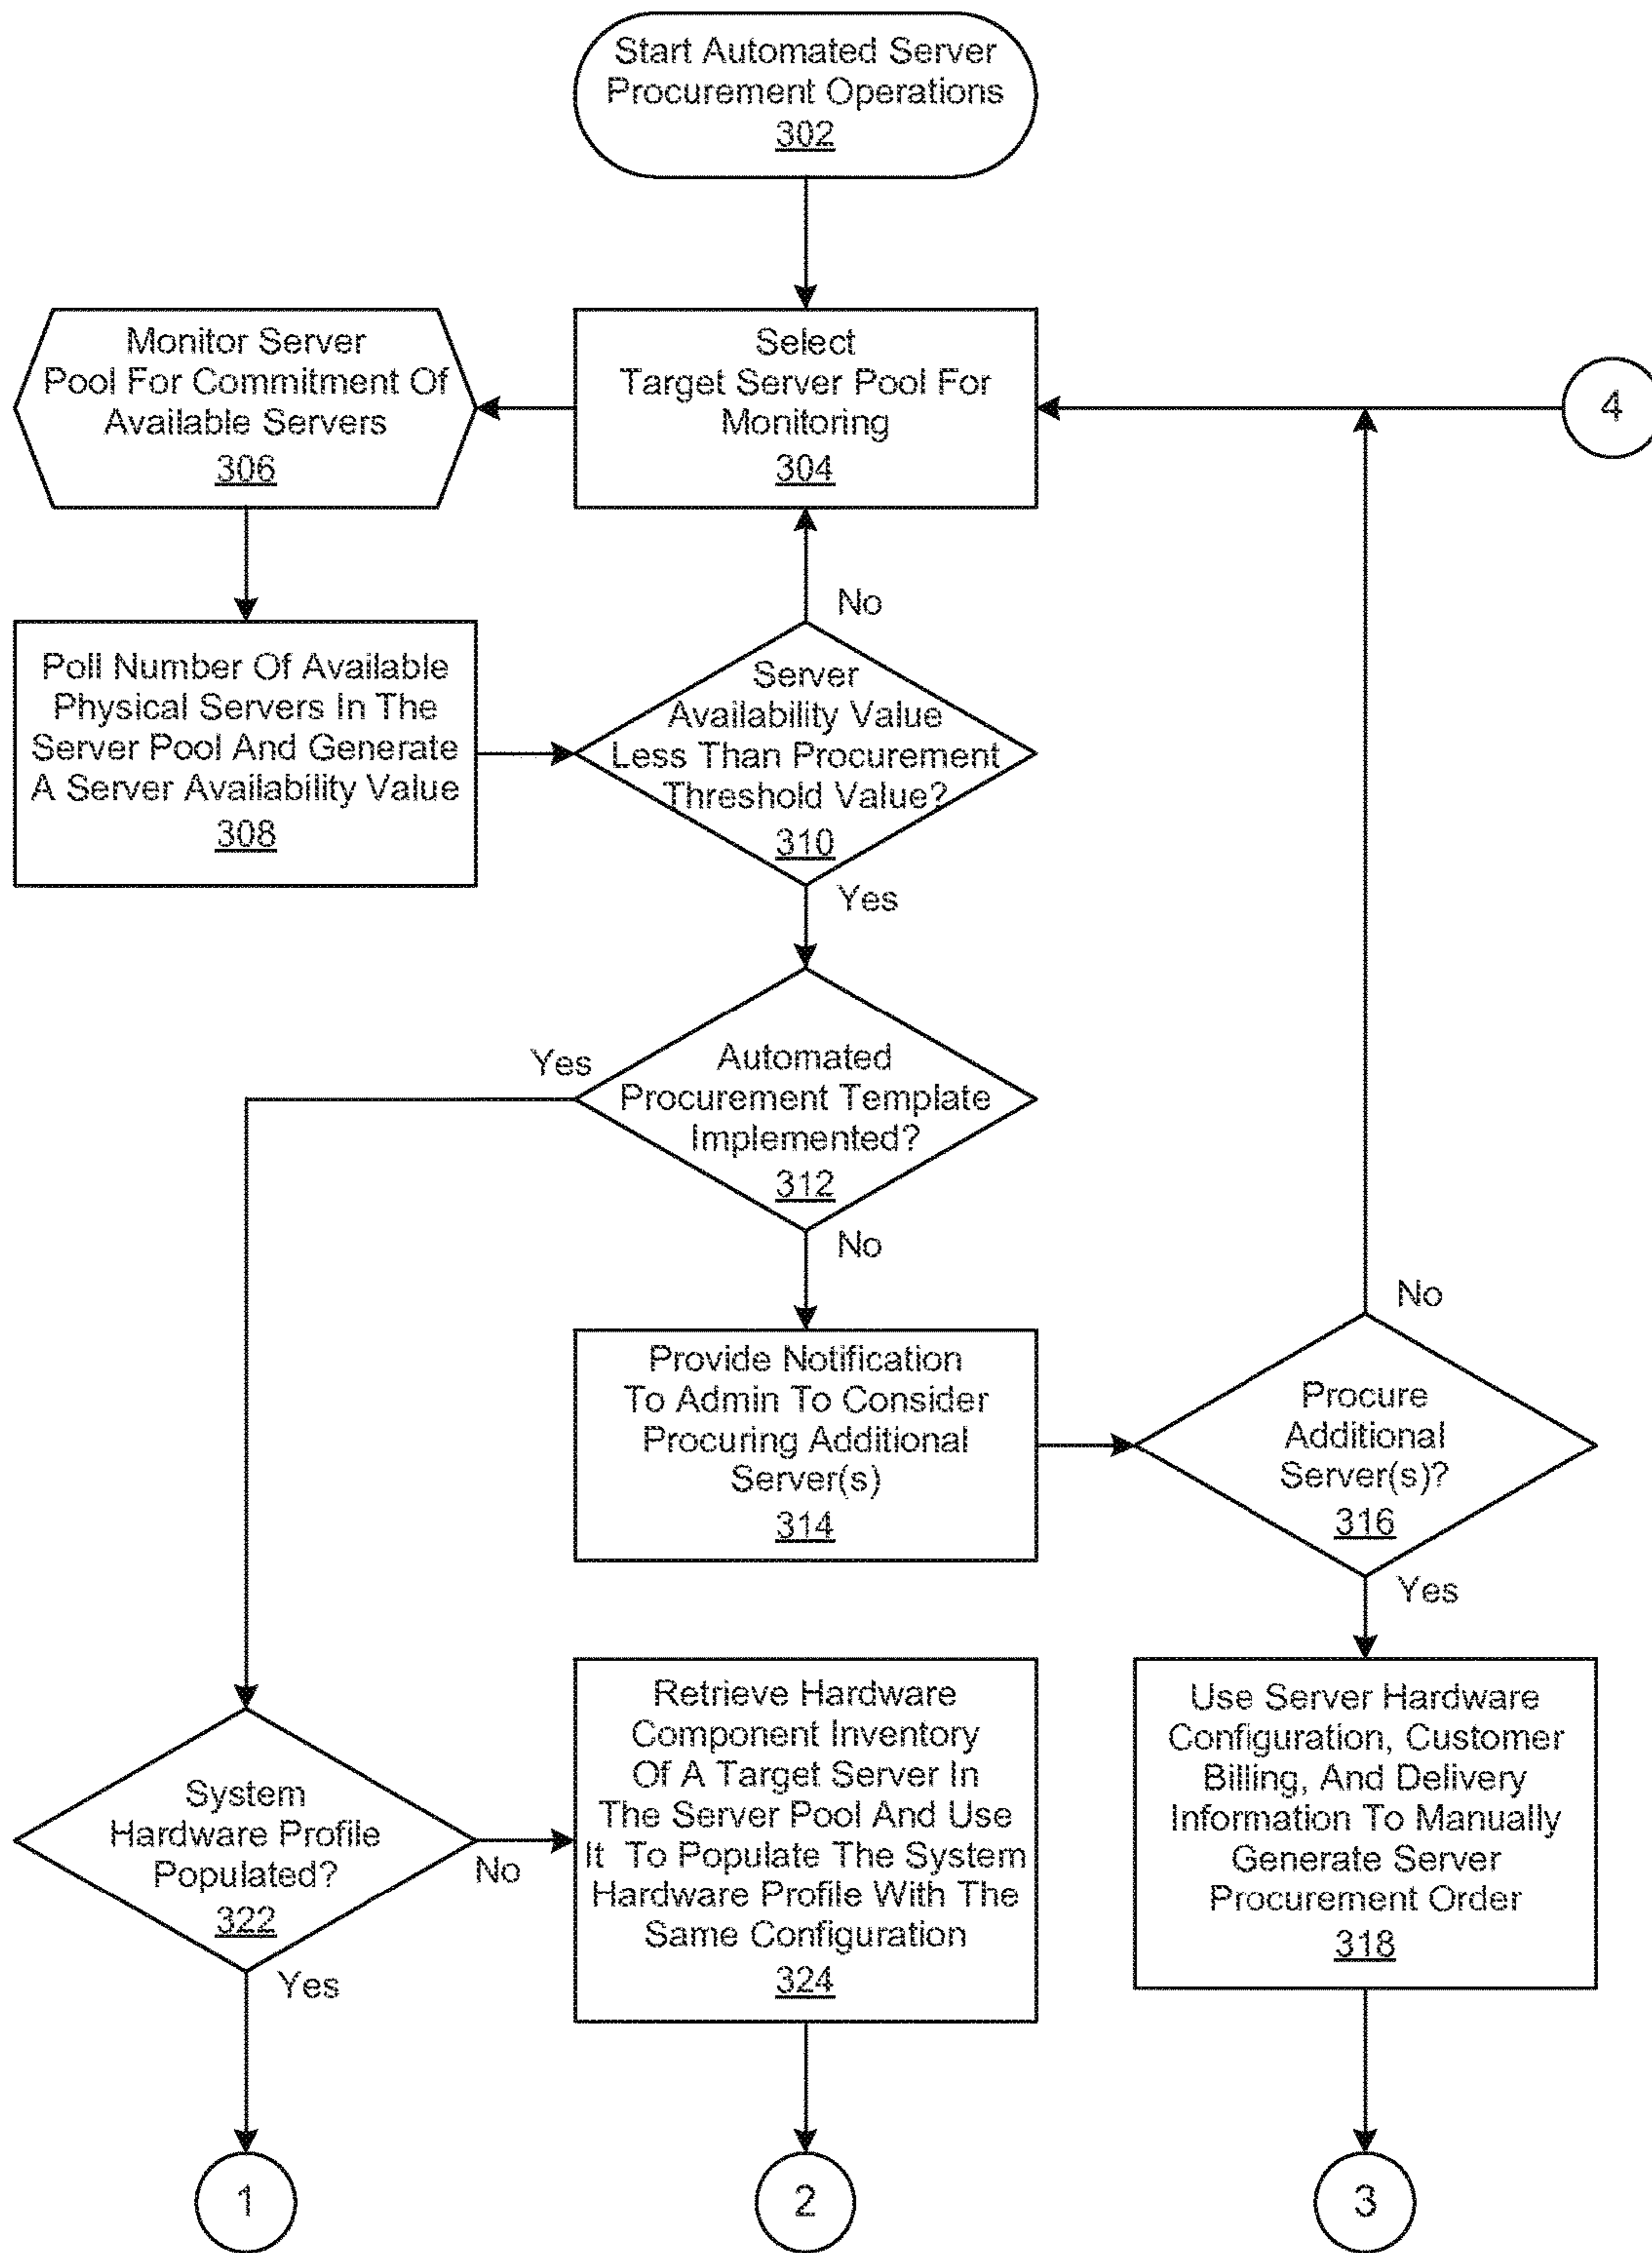 Start Automated Server
Procurement Operations
302
Monitor Server
Pool For Commitment Of
Available Servers
306
Select
Target Server Pool For
Monitoring
304
4
No
Poll Number Of Available
Physical Servers In The
Server Pool And Generate
A Server Availability Value
308
Server
Availability Value
Less Than Procurement
Threshold Value?
310
Yes
Yes
Automated
Procurement Template
Implemented?
312
No
No
Provide Notification
To Admin To Consider
Procuring Additional
Server(s)
314
Procure
Additional
Server(s)?
316
Yes
System
Hardware Profile
Populated?
322
No
Yes
Retrieve Hardware
Component Inventory
Of A Target Server In
The Server Pool And Use
It To Populate The System
Hardware Profile With The
Same Configuration
324
Use Server Hardware
Configuration, Customer
Billing, And Delivery
Information To Manually
Generate Server
Procurement Order
318
1
2
3